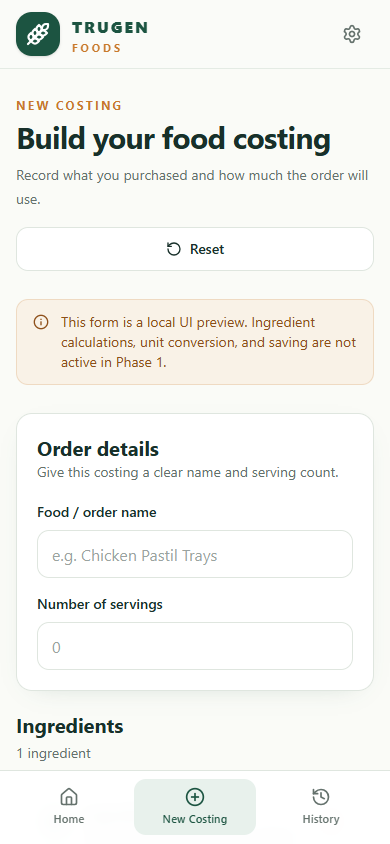 TRUGEN
FOODS
NEW COSTING
Build your food costing
Record what you purchased and how much the order will
use.
Reset
This form is a local UI preview. Ingredient
calculations, unit conversion, and saving are not
active in Phase 1.
Order details
Give this costing a clear name and serving count.
Food / order name
e.g. Chicken Pastil Trays
Number of servings
0
Ingredients
1 ingredient
Home
New Costing
History